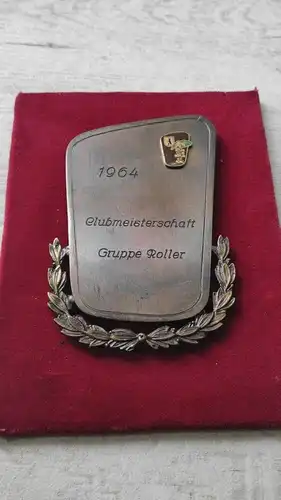 1964
Clubmeisterschaft
Gruppe Roller